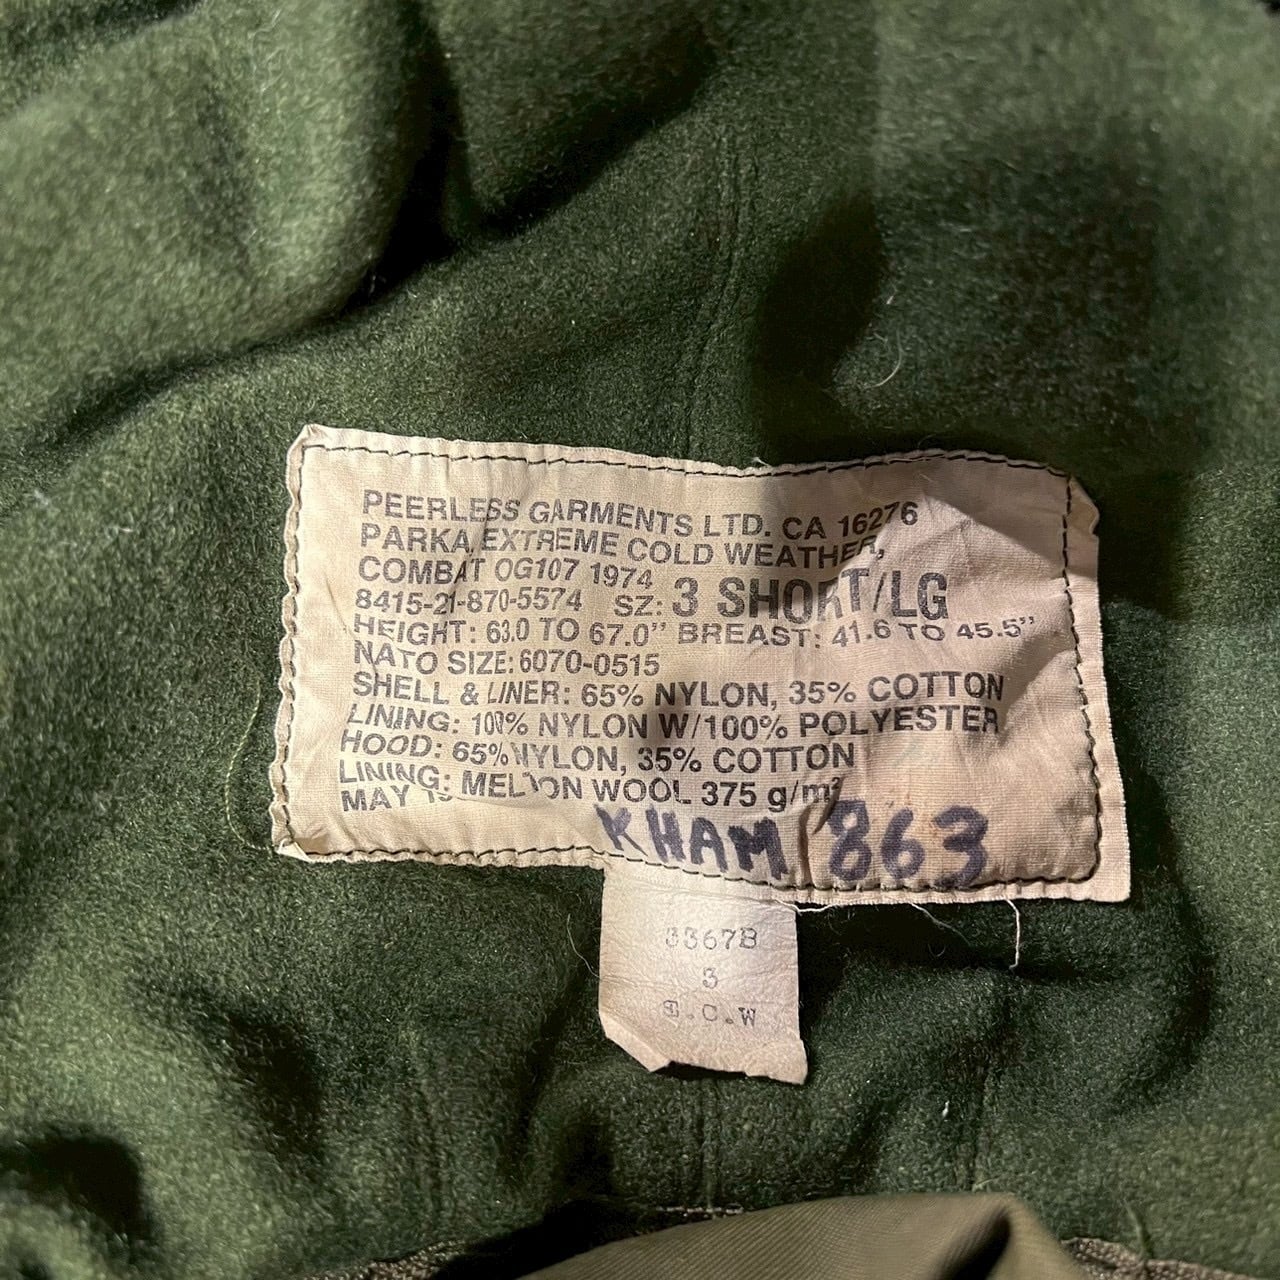 PEERLESS GARMENTS LTD. CA 16276
PARKA, EXTREME COLD WEATHER,
COMBAT OG107 1974
8415-21-870-5574 SZ: 3 SHORT/LG
HEIGHT: 63.0 TO 67.0" BREAST: 41.6 TO 45.5"
NATO SIZE: 6070-0515
SHELL & LINER: 65% NYLON, 35% COTTON
LINING: 100% NYLON W/100% POLYESTER
HOOD: 65% NYLON, 35% COTTON
LINING: MELTON WOOL 375 g/m²
MAY
KHAM 863
3367B
3
E.C.W